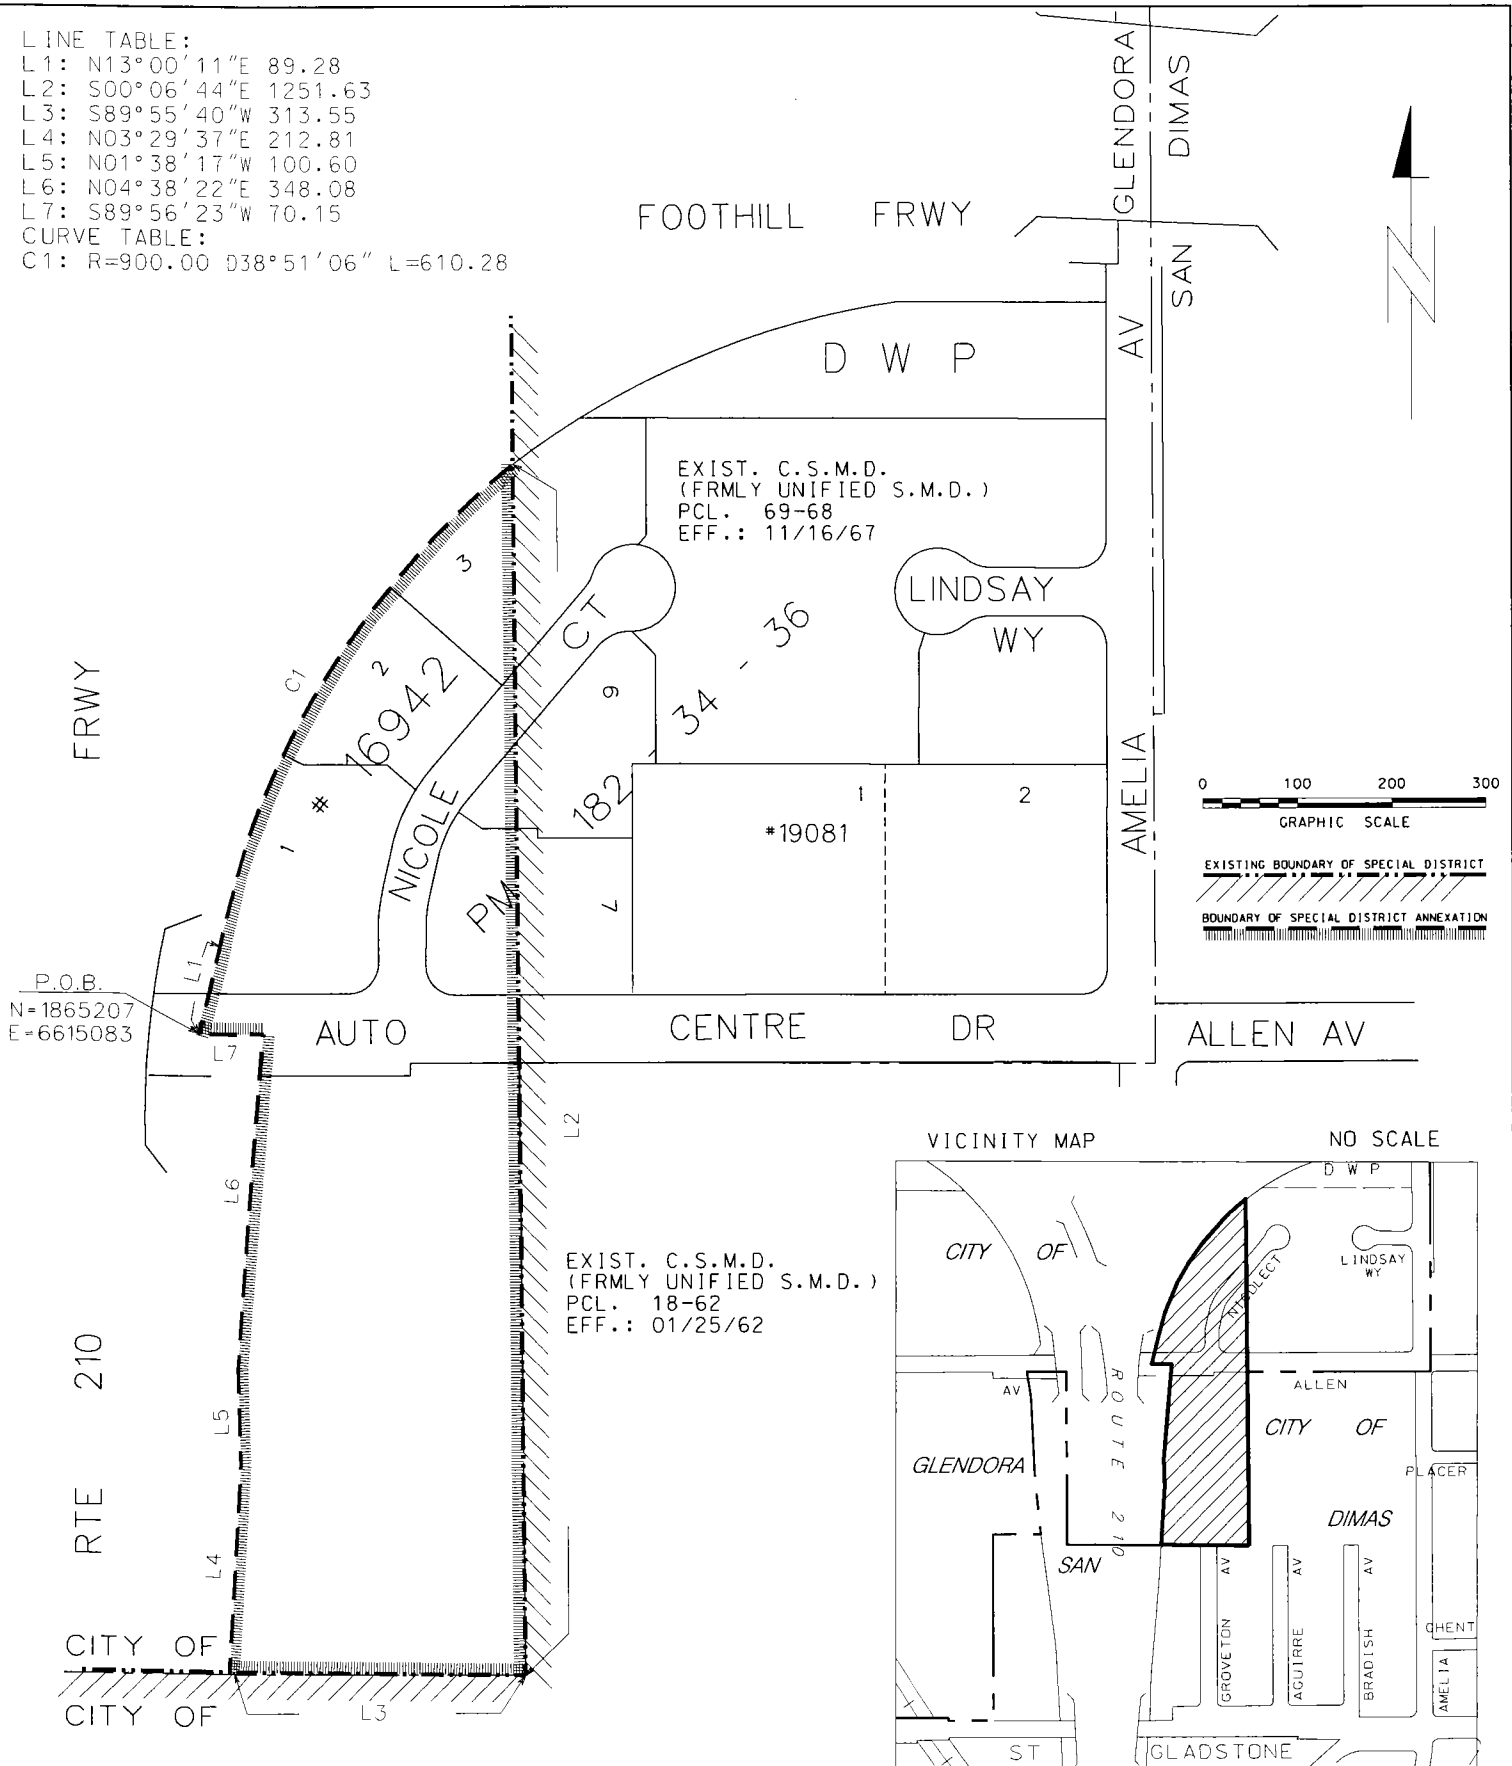 LINE TABLE:
L1: N13°00'11"E 89.28
L2: S00°06'44"E 1251.63
L3: S89°55'40"W 313.55
L4: N03°29'37"E 212.81
L5: N01°38'17"W 100.60
L6: N04°38'22"E 348.08
L7: S89°56'23"W 70.15
CURVE TABLE:
C1: R=900.00 D38°51'06" L=610.28
GLENDORA
SAN DIMAS
FOOTHILL FRWY
N
D W P
AMELIA AV
EXIST. C.S.M.D.
(FRMLY UNIFIED S.M.D.)
PCL. 69-68
EFF.: 11/16/67
LINDSAY
WY
NICOLE CT
3
2
C1
# 16942
1
6
7
PM 182 - 34 - 36
1
2
#19081
FRWY
0 100 200 300
GRAPHIC SCALE
EXISTING BOUNDARY OF SPECIAL DISTRICT
BOUNDARY OF SPECIAL DISTRICT ANNEXATION
L1
P.O.B.
N=1865207
E=6615083
L7
AUTO CENTRE DR
ALLEN AV
L2
L6
L5
L4
RTE 210
EXIST. C.S.M.D.
(FRMLY UNIFIED S.M.D.)
PCL. 18-62
EFF.: 01/25/62
CITY OF
CITY OF
L3
VICINITY MAP
NO SCALE
D W P
CITY OF
NICOLECT
LINDSAY
WY
AV
ALLEN
ROUTE 210
CITY OF
GLENDORA
PLACER
DIMAS
SAN
GROVETON AV
AGUIRRE AV
BRADISH AV
GHENT
AMELIA
ST
GLADSTONE